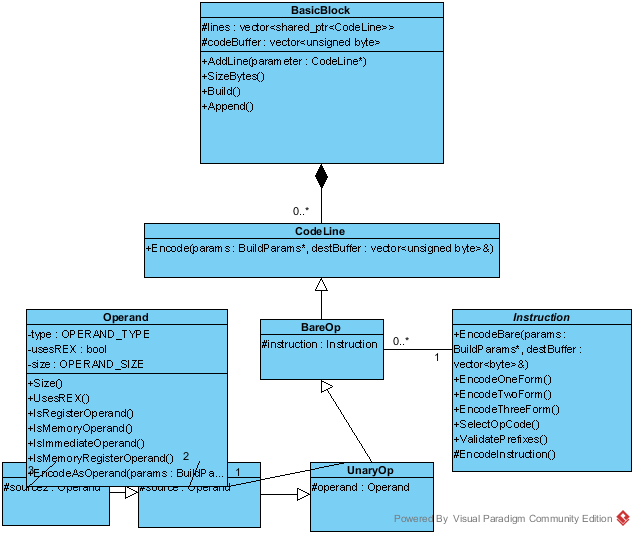 BasicBlock
#lines : vector<shared_ptr<CodeLine>>
#codeBuffer : vector<unsigned byte>
+AddLine(parameter : CodeLine*)
+SizeBytes()
+Build()
+Append()
0..*
CodeLine
+Encode(params : BuildParams*, destBuffer : vector<unsigned byte>&)
Operand
-type : OPERAND_TYPE
-usesREX : bool
-size : OPERAND_SIZE
+Size()
+UsesREX()
+IsRegisterOperand()
+IsMemoryOperand()
+IsImmediateOperand()
+IsMemoryRegisterOperand()
+EncodeAsOperand(params : BuildPa...
BareOp
#instruction : Instruction
0..*
1
Instruction
+EncodeBare(params :
BuildParams*, destBuffer :
vector<byte>&)
+EncodeOneForm()
+EncodeTwoForm()
+EncodeThreeForm()
+SelectOpCode()
+ValidatePrefixes()
#EncodeInstruction()
3
2
1
#source2 : Operand
#source : Operand
UnaryOp
#operand : Operand
Powered By Visual Paradigm Community Edition